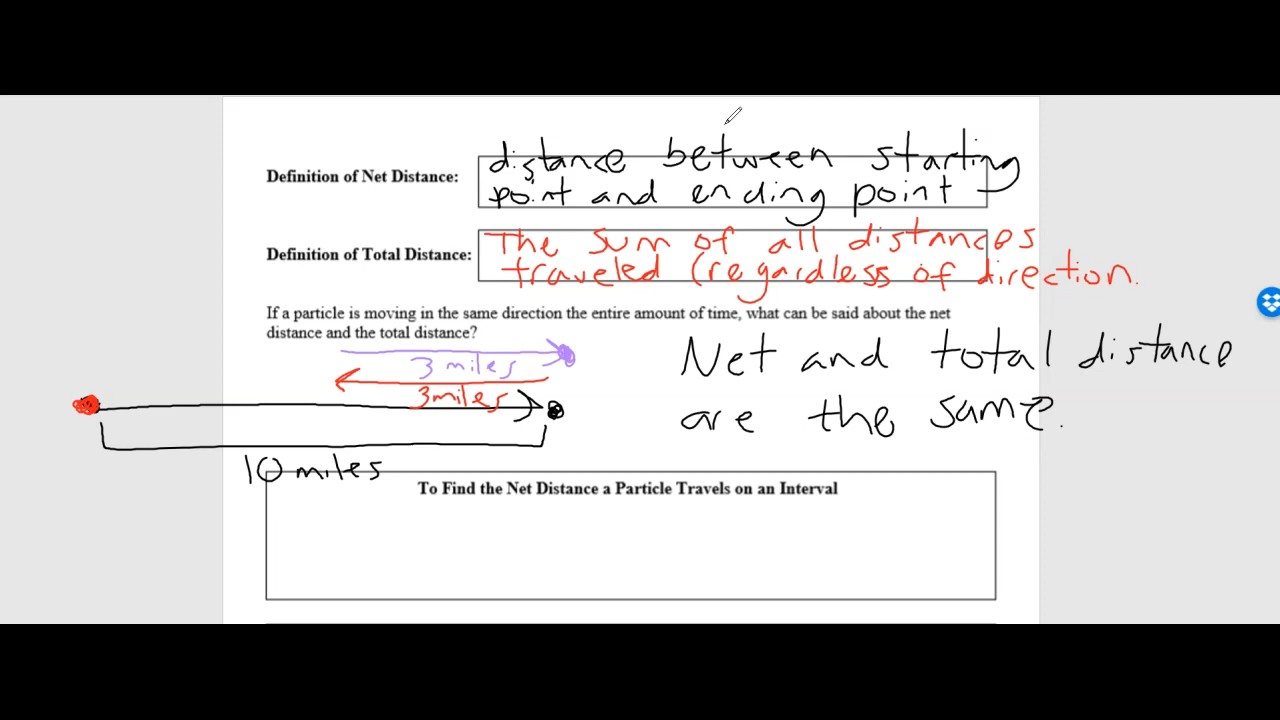 Definition of Net Distance:
distance between starting
point and ending point
Definition of Total Distance:
The sum of all distances
traveled (regardless of direction.
If a particle is moving in the same direction the entire amount of time, what can be said about the net
distance and the total distance?
3 miles
3 miles
10 miles
Net and total distance
are the same.
To Find the Net Distance a Particle Travels on an Interval